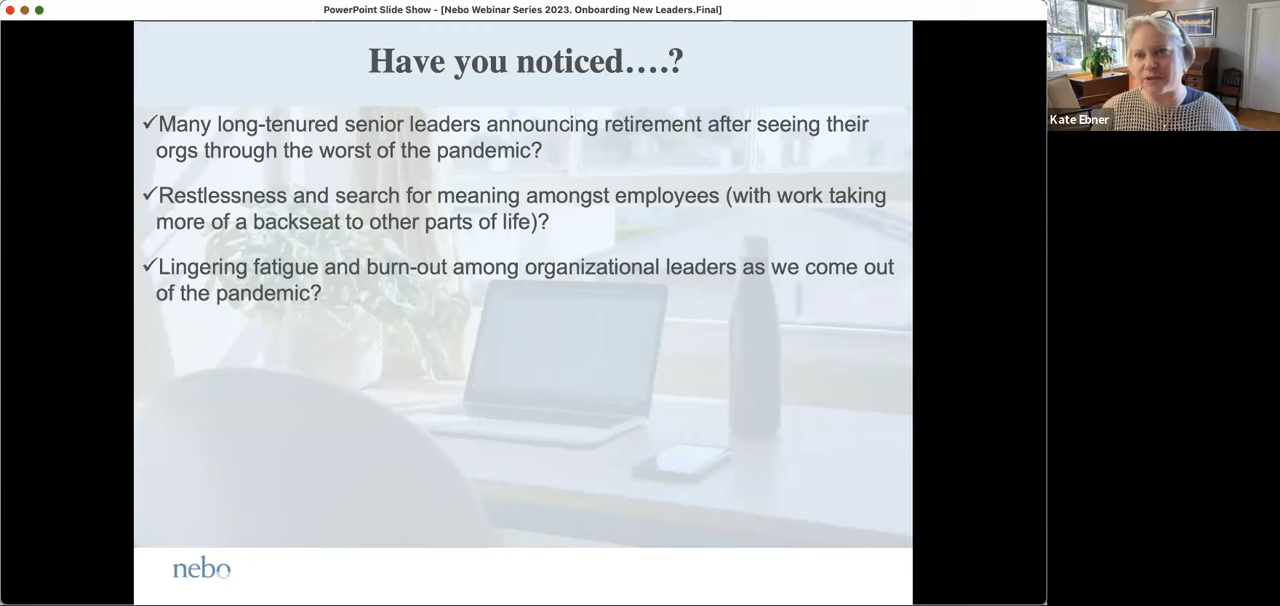 PowerPoint Slide Show - [Nebo Webinar Series 2023. Onboarding New Leaders.Final]
Have you noticed….?
✓Many long-tenured senior leaders announcing retirement after seeing their
orgs through the worst of the pandemic?
✓Restlessness and search for meaning amongst employees (with work taking
more of a backseat to other parts of life)?
✓Lingering fatigue and burn-out among organizational leaders as we come out
of the pandemic?
nebo
Kate Ebner